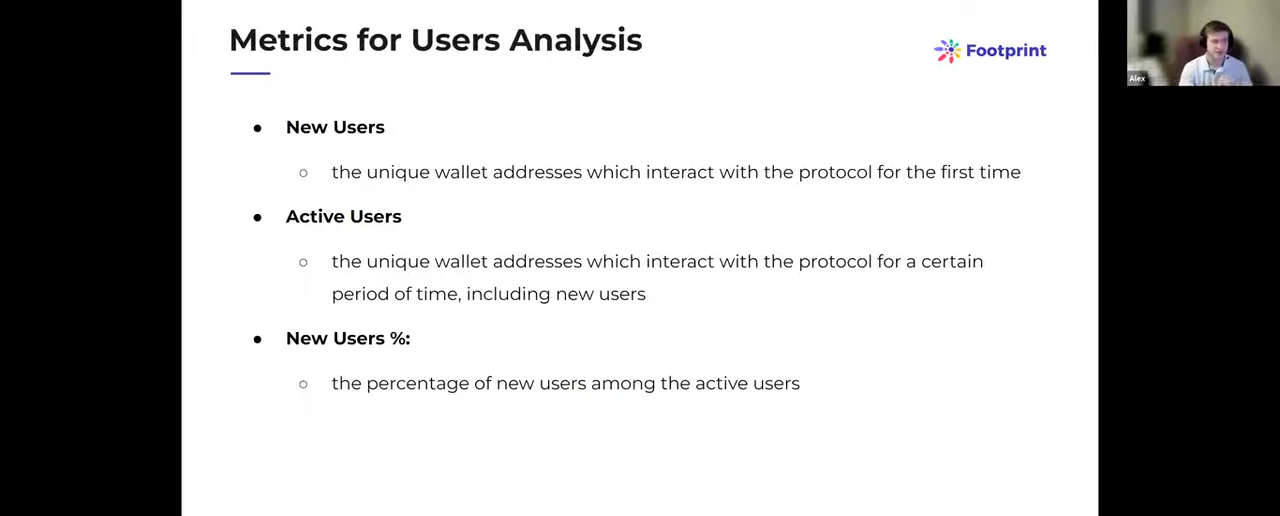 Metrics for Users Analysis
Footprint
Alex
● New Users
○ the unique wallet addresses which interact with the protocol for the first time
● Active Users
○ the unique wallet addresses which interact with the protocol for a certain
period of time, including new users
● New Users %:
○ the percentage of new users among the active users